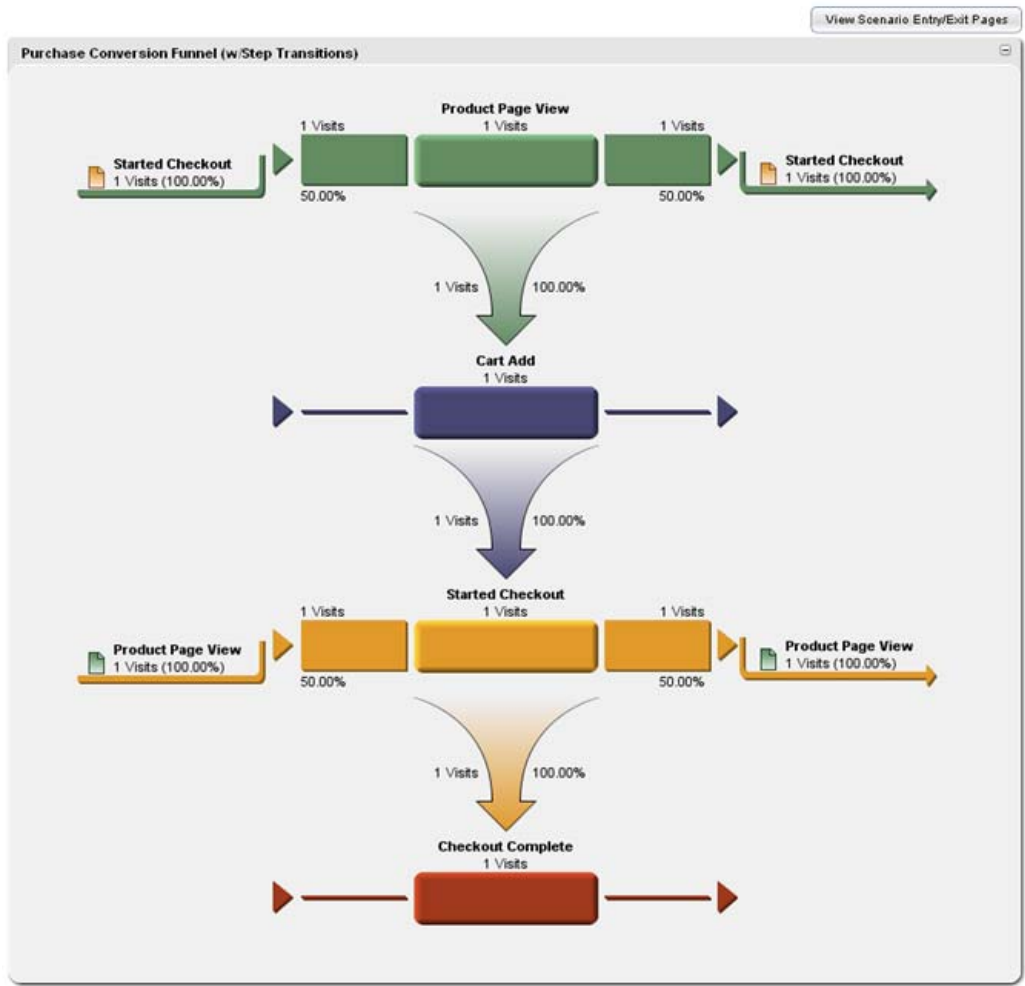 View Scenario Entry/Exit Pages
Purchase Conversion Funnel (w/Step Transitions)
Product Page View
1 Visits
1 Visits
1 Visits
Started Checkout
1 Visits (100.00%)
Started Checkout
1 Visits (100.00%)
50.00%
50.00%
1 Visits
100.00%
Cart Add
1 Visits
1 Visits
100.00%
Started Checkout
1 Visits
1 Visits
1 Visits
Product Page View
1 Visits (100.00%)
Product Page View
1 Visits (100.00%)
50.00%
50.00%
1 Visits
100.00%
Checkout Complete
1 Visits